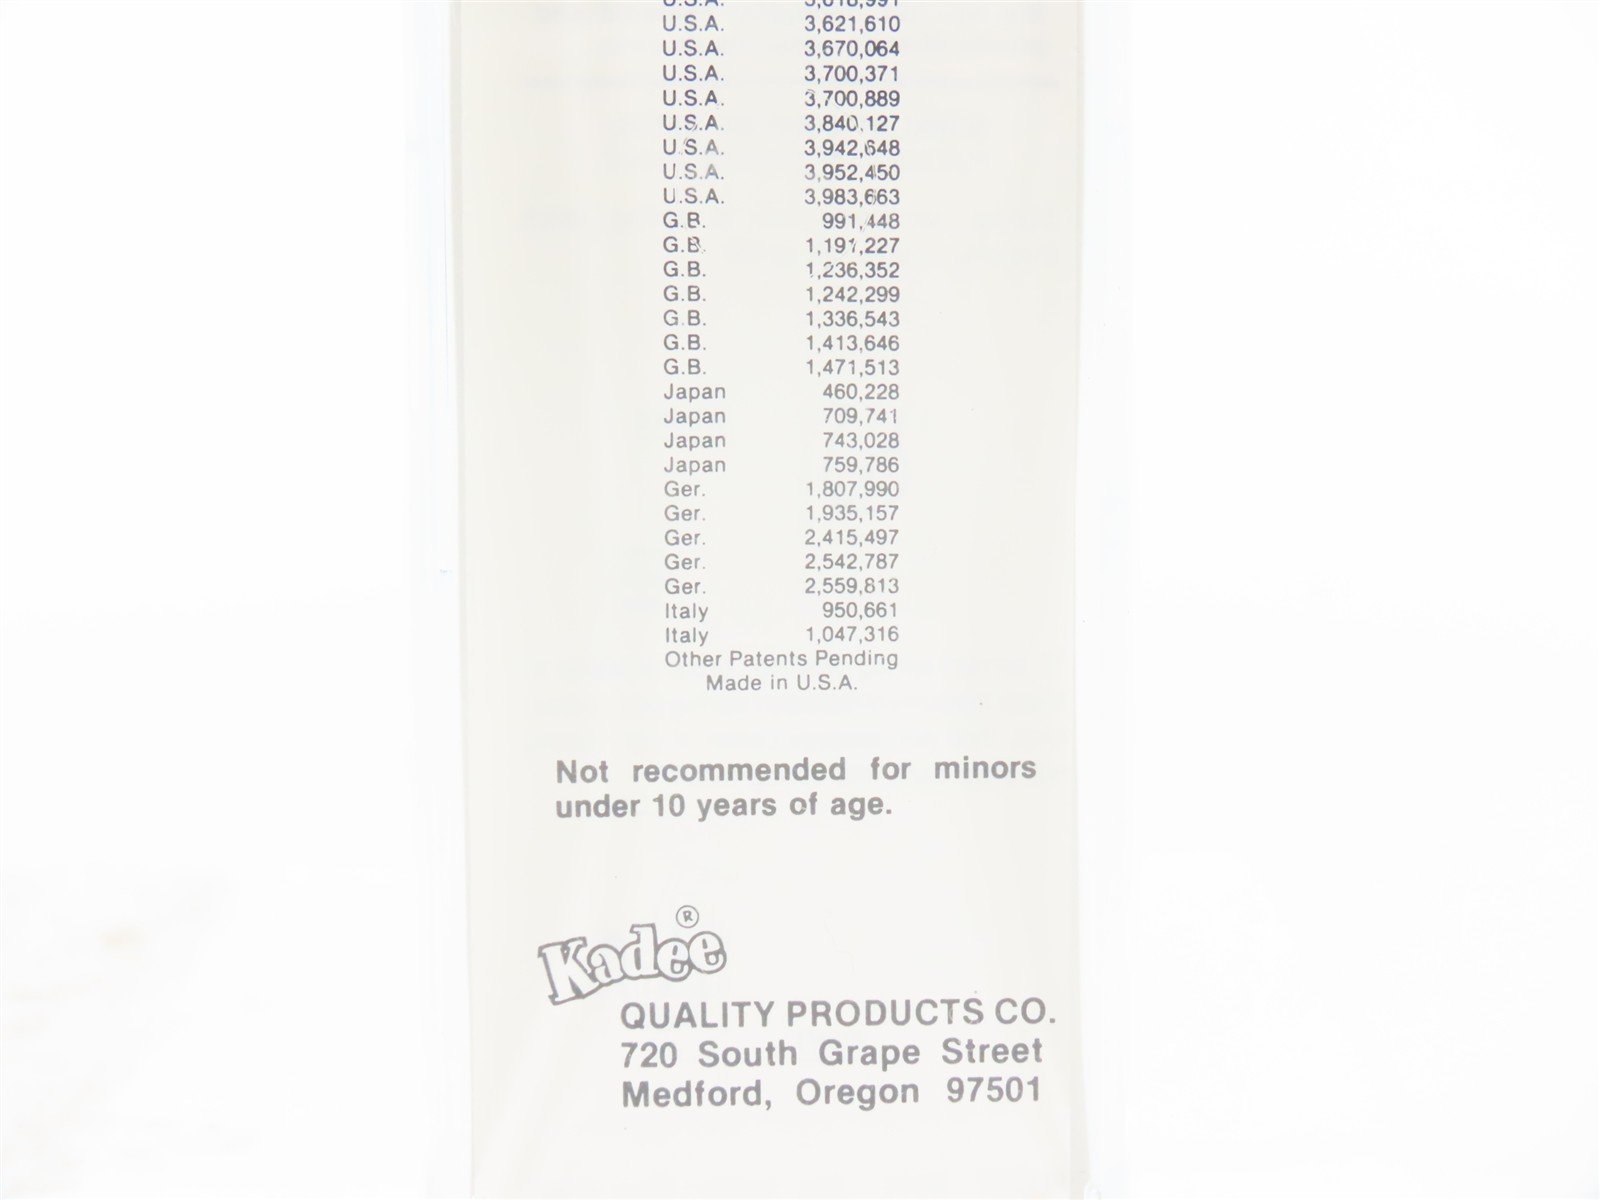 U.S.A. 3,618,991
U.S.A. 3,621,610
U.S.A. 3,670,064
U.S.A. 3,700,371
U.S.A. 3,700,889
U.S.A. 3,840,127
U.S.A. 3,942,648
U.S.A. 3,952,450
U.S.A. 3,983,663
G.B. 991,448
G.B. 1,191,227
G.B. 1,236,352
G.B. 1,242,299
G.B. 1,336,543
G.B. 1,413,646
G.B. 1,471,513
Japan 460,228
Japan 709,741
Japan 743,028
Japan 759,786
Ger. 1,807,990
Ger. 1,935,157
Ger. 2,415,497
Ger. 2,542,787
Ger. 2,559,813
Italy 950,661
Italy 1,047,316
Other Patents Pending
Made in U.S.A.
Not recommended for minors
under 10 years of age.
Kadee®
QUALITY PRODUCTS CO.
720 South Grape Street
Medford, Oregon 97501